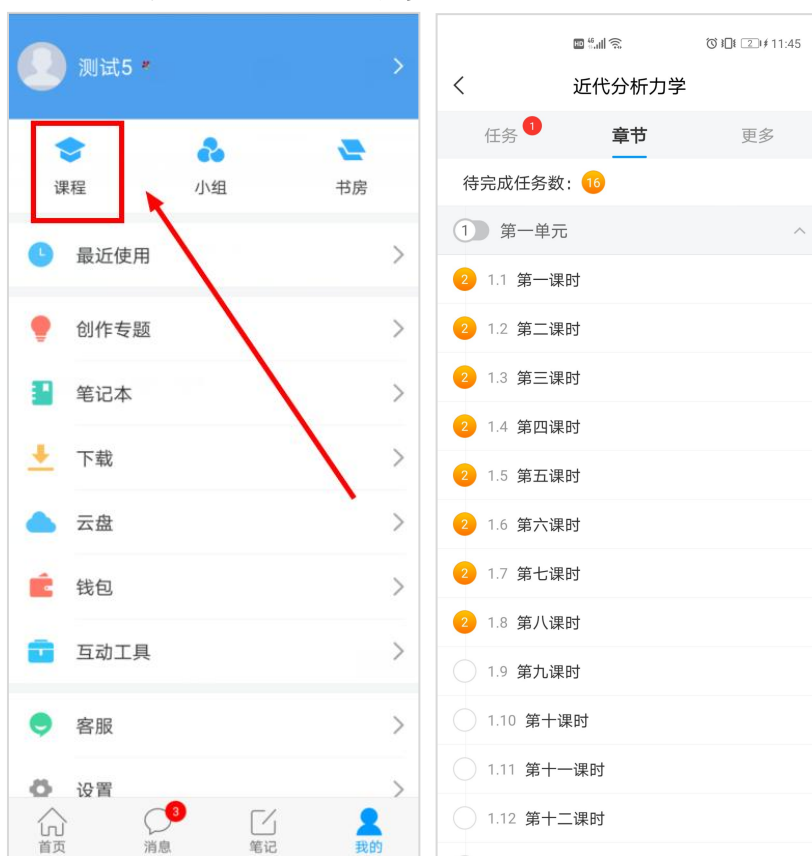 测试5
课程
小组
书房
最近使用
创作专题
笔记本
下载
云盘
钱包
互动工具
客服
设置
首页
3
消息
笔记
我的
HD 46 2 11:45
近代分析力学
任务 1
章节
更多
待完成任务数: 16
1 第一单元
2 1.1 第一课时
2 1.2 第二课时
2 1.3 第三课时
2 1.4 第四课时
2 1.5 第五课时
2 1.6 第六课时
2 1.7 第七课时
2 1.8 第八课时
1.9 第九课时
1.10 第十课时
1.11 第十一课时
1.12 第十二课时